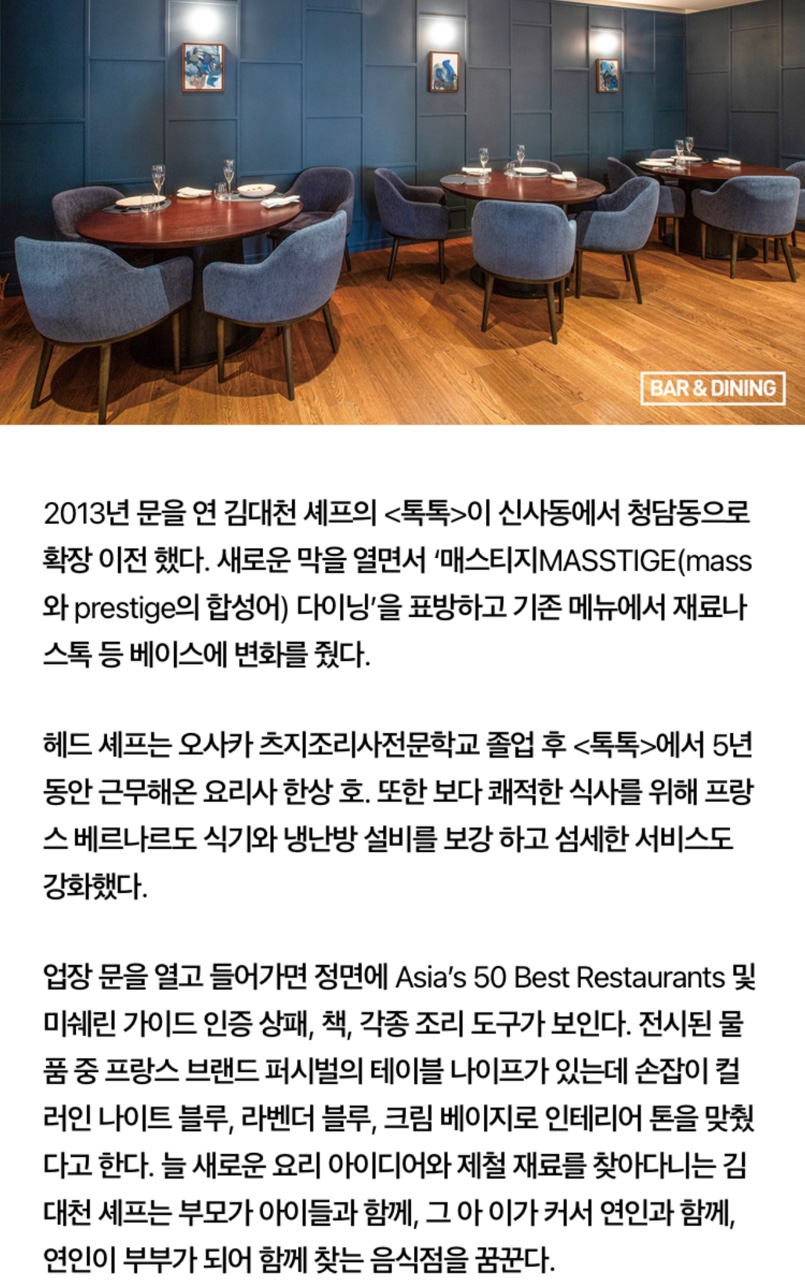 BAR & DINING
2013년 문을 연 김대천 셰프의 <톡톡>이 신사동에서 청담동으로
확장 이전 했다. 새로운 막을 열면서 ‘매스티지MASSTIGE(mass
와 prestige의 합성어) 다이닝’을 표방하고 기존 메뉴에서 재료나
스톡 등 베이스에 변화를 줬다.
헤드 셰프는 오사카 츠지조리사전문학교 졸업 후 <톡톡>에서 5년
동안 근무해온 요리사 한상 호. 또한 보다 쾌적한 식사를 위해 프랑
스 베르나르도 식기와 냉난방 설비를 보강 하고 섬세한 서비스도
강화했다.
업장 문을 열고 들어가면 정면에 Asia’s 50 Best Restaurants 및
미쉐린 가이드 인증 상패, 책, 각종 조리 도구가 보인다. 전시된 물
품 중 프랑스 브랜드 퍼시벌의 테이블 나이프가 있는데 손잡이 컬
러인 나이트 블루, 라벤더 블루, 크림 베이지로 인테리어 톤을 맞췄
다고 한다. 늘 새로운 요리 아이디어와 제철 재료를 찾아다니는 김
대천 셰프는 부모가 아이들과 함께, 그 아 이가 커서 연인과 함께,
연인이 부부가 되어 함께 찾는 음식점을 꿈꾼다.